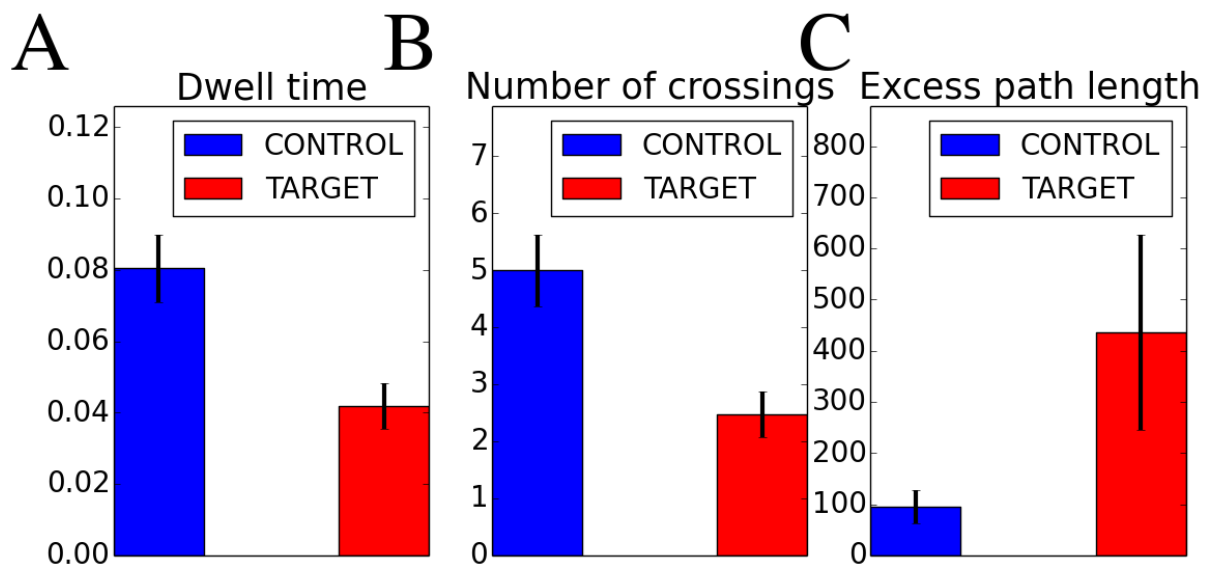 A
Dwell time
0.12
0.10
0.08
0.06
0.04
0.02
0.00
CONTROL
TARGET
B
Number of crossings
7
6
5
4
3
2
1
0
CONTROL
TARGET
C
Excess path length
800
700
600
500
400
300
200
100
0
CONTROL
TARGET